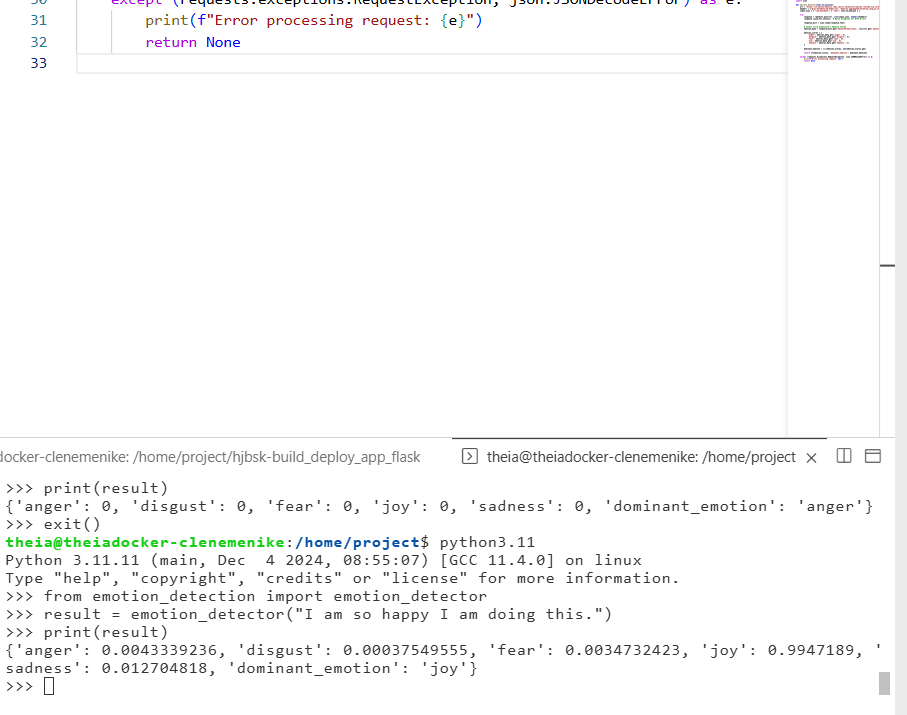 30 except (requests.exceptions.RequestException, json.JSONDecodeError) as e:
31 print(f"Error processing request: {e}")
32 return None
33
docker-clenemenike: /home/project/hjbsk-build_deploy_app_flask theia@theiadocker-clenemenike: /home/project
>>> print(result)
{'anger': 0, 'disgust': 0, 'fear': 0, 'joy': 0, 'sadness': 0, 'dominant_emotion': 'anger'}
>>> exit()
theia@theiadocker-clenemenike:/home/project$ python3.11
Python 3.11.11 (main, Dec  4 2024, 08:55:07) [GCC 11.4.0] on linux
Type "help", "copyright", "credits" or "license" for more information.
>>> from emotion_detection import emotion_detector
>>> result = emotion_detector("I am so happy I am doing this.")
>>> print(result)
{'anger': 0.0043339236, 'disgust': 0.00037549555, 'fear': 0.0034732423, 'joy': 0.9947189, '
sadness': 0.012704818, 'dominant_emotion': 'joy'}
>>>